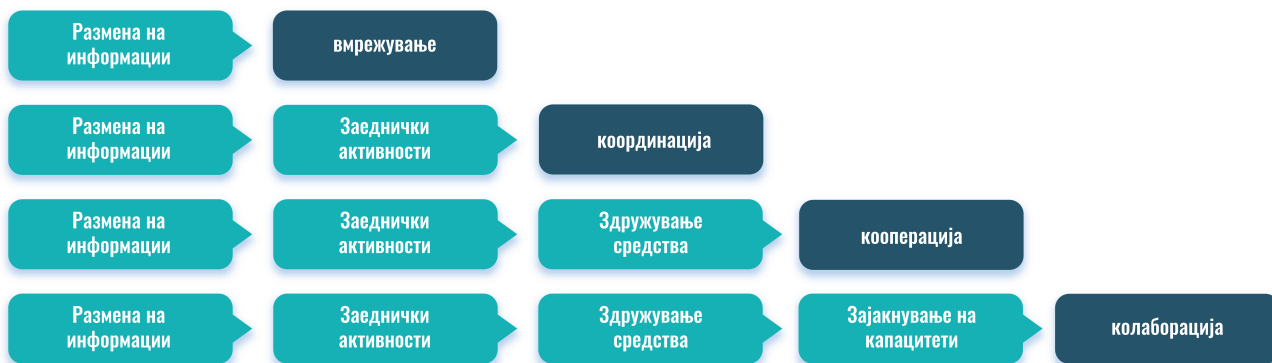 Размена на
информации
вмрежување
Размена на
информации
Заеднички
активности
координација
Размена на
информации
Заеднички
активности
Здружување
средства
кооперација
Размена на
информации
Заеднички
активности
Здружување
средства
Зајакнување на
капацитети
колаборација